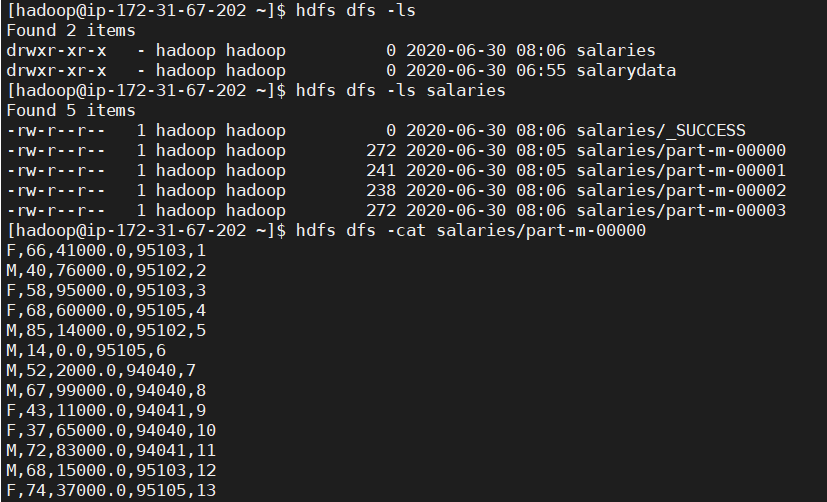 [hadoop@ip-172-31-67-202 ~]$ hdfs dfs -ls
Found 2 items
drwxr-xr-x   - hadoop hadoop          0 2020-06-30 08:06 salaries
drwxr-xr-x   - hadoop hadoop          0 2020-06-30 06:55 salarydata
[hadoop@ip-172-31-67-202 ~]$ hdfs dfs -ls salaries
Found 5 items
-rw-r--r--   1 hadoop hadoop          0 2020-06-30 08:06 salaries/_SUCCESS
-rw-r--r--   1 hadoop hadoop        272 2020-06-30 08:05 salaries/part-m-00000
-rw-r--r--   1 hadoop hadoop        241 2020-06-30 08:05 salaries/part-m-00001
-rw-r--r--   1 hadoop hadoop        238 2020-06-30 08:06 salaries/part-m-00002
-rw-r--r--   1 hadoop hadoop        272 2020-06-30 08:06 salaries/part-m-00003
[hadoop@ip-172-31-67-202 ~]$ hdfs dfs -cat salaries/part-m-00000
F,66,41000.0,95103,1
M,40,76000.0,95102,2
F,58,95000.0,95103,3
F,68,60000.0,95105,4
M,85,14000.0,95102,5
M,14,0.0,95105,6
M,52,2000.0,94040,7
M,67,99000.0,94040,8
F,43,11000.0,94041,9
F,37,65000.0,94040,10
M,72,83000.0,94041,11
M,68,15000.0,95103,12
F,74,37000.0,95105,13